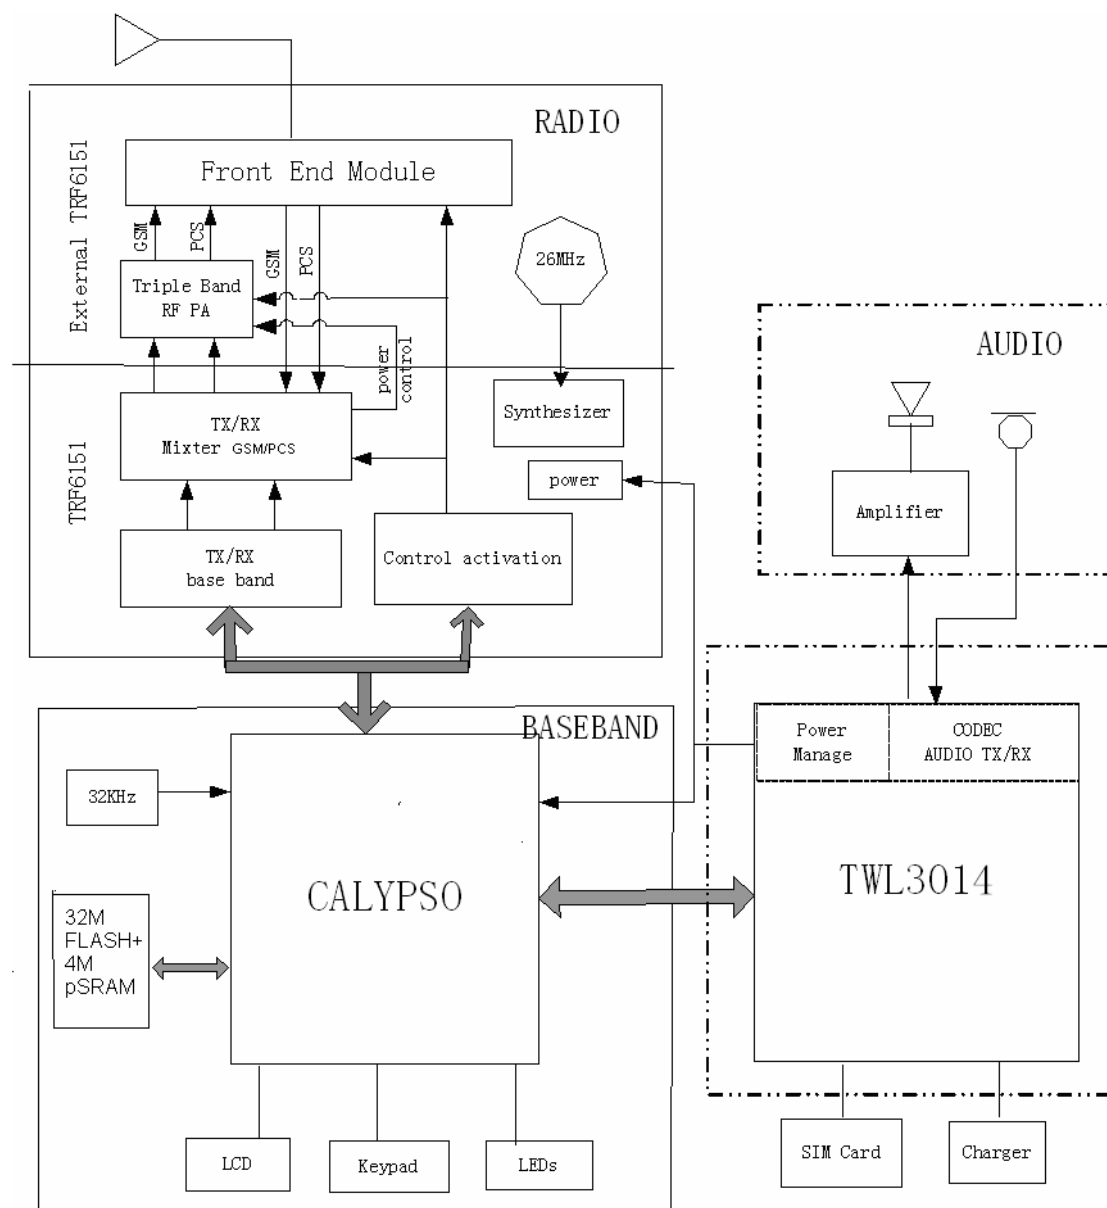 RADIO
Front End Module
External TRF6151
GSM
PCS
GSM
PCS
26MHz
Triple Band
RF PA
AUDIO
power
control
Synthesizer
TX/RX
Mixter GSM/PCS
TRF6151
power
Amplifier
TX/RX
base band
Control activation
BASEBAND
Power
Manage
CODEC
AUDIO TX/RX
32KHz
CALYPSO
TWL3014
32M
FLASH+
4M
pSRAM
LCD
Keypad
LEDs
SIM Card
Charger